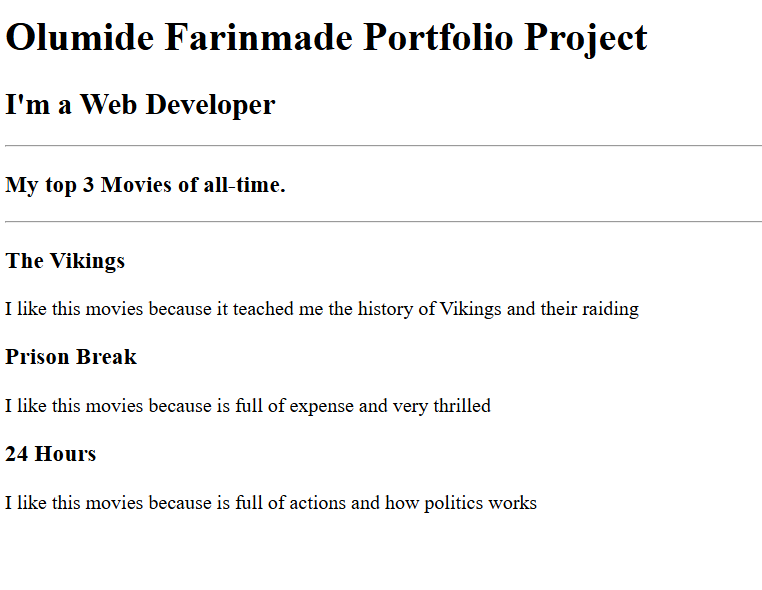 Olumide Farinmade Portfolio Project
I'm a Web Developer
My top 3 Movies of all-time.
The Vikings
I like this movies because it teached me the history of Vikings and their raiding
Prison Break
I like this movies because is full of expense and very thrilled
24 Hours
I like this movies because is full of actions and how politics works